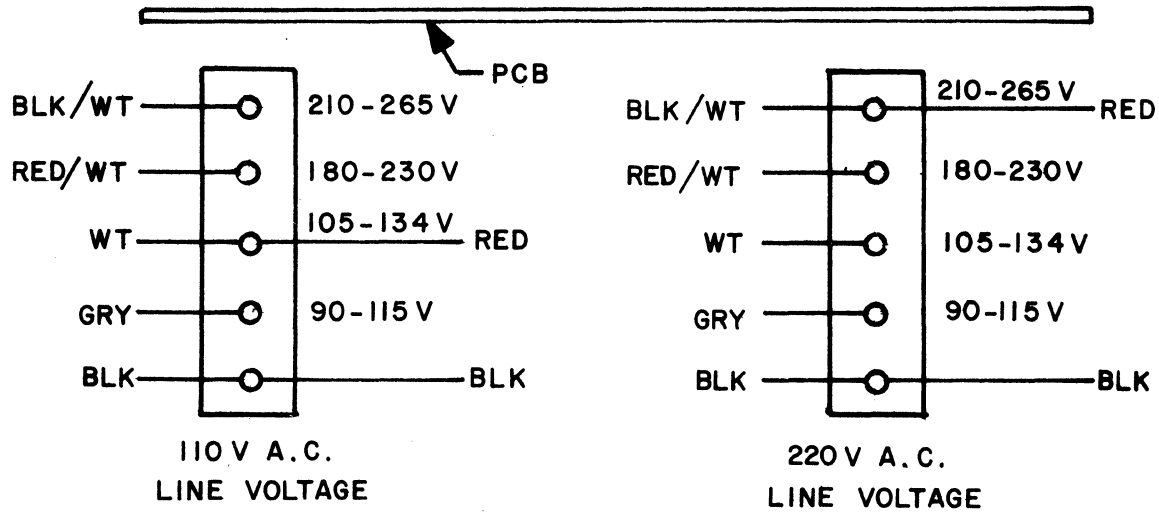 PCB
BLK/WT 210-265V
RED/WT 180-230V
WT 105-134V RED
GRY 90-115V
BLK BLK
110V A.C.
LINE VOLTAGE
BLK/WT 210-265V RED
RED/WT 180-230V
WT 105-134V
GRY 90-115V
BLK BLK
220V A.C.
LINE VOLTAGE